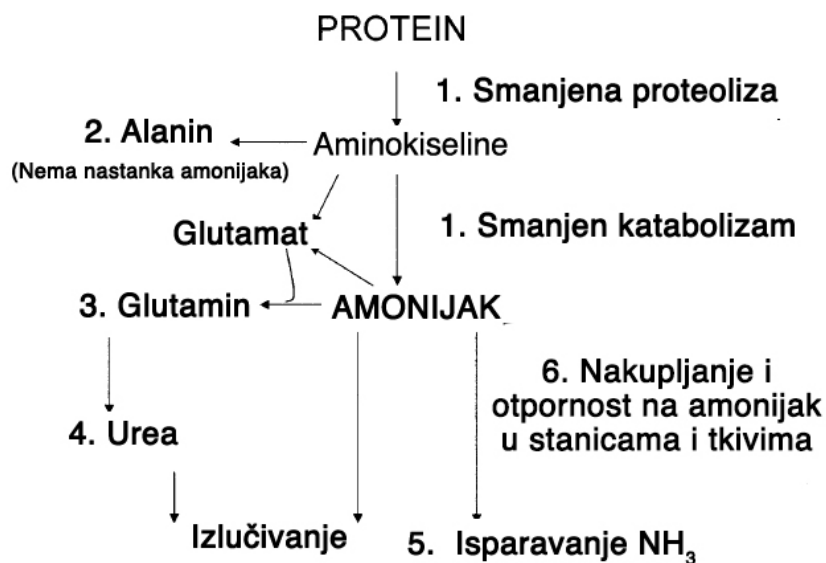 PROTEIN
1. Smanjena proteoliza
2. Alanin
Aminokiseline
(Nema nastanka amonijaka)
Glutamat
1. Smanjen katabolizam
3. Glutamin
AMONIJAK
6. Nakupljanje i
otpornost na amonijak
u stanicama i tkivima
4. Urea
Izlučivanje
5. Isparavanje NH₃